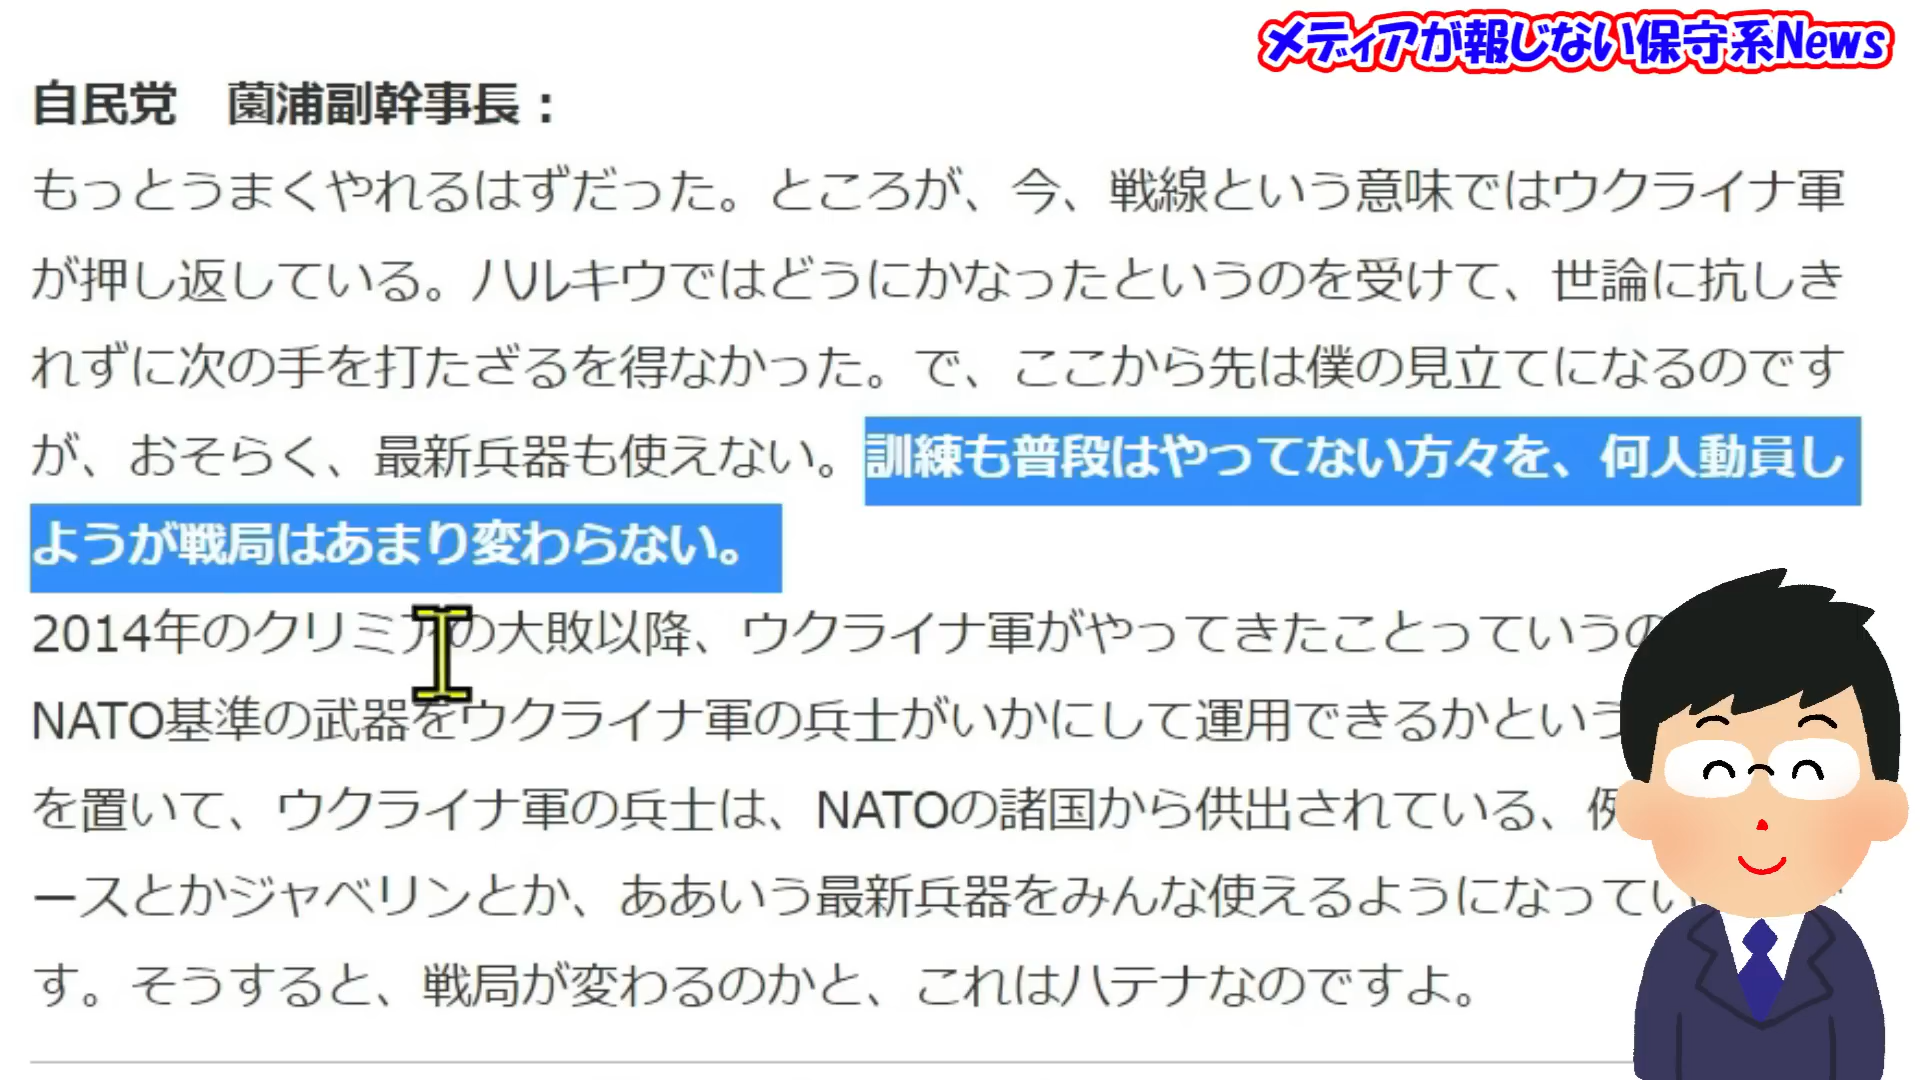 メディアが報じない保守系News
自民党　薗浦副幹事長：
もっとうまくやれるはずだった。ところが、今、戦線という意味ではウクライナ軍
が押し返している。ハルキウではどうにかなったというのを受けて、世論に抗しき
れずに次の手を打たざるを得なかった。で、ここから先は僕の見立てになるのです
が、おそらく、最新兵器も使えない。訓練も普段はやってない方々を、何人動員し
ようが戦局はあまり変わらない。
2014年のクリミアの大敗以降、ウクライナ軍がやってきたことっていうの
NATO基準の武器をウクライナ軍の兵士がいかにして運用できるかという
を置いて、ウクライナ軍の兵士は、NATOの諸国から供出されている、例
ースとかジャベリンとか、ああいう最新兵器をみんな使えるようになってい
す。そうすると、戦局が変わるのかと、これはハテナなのですよ。